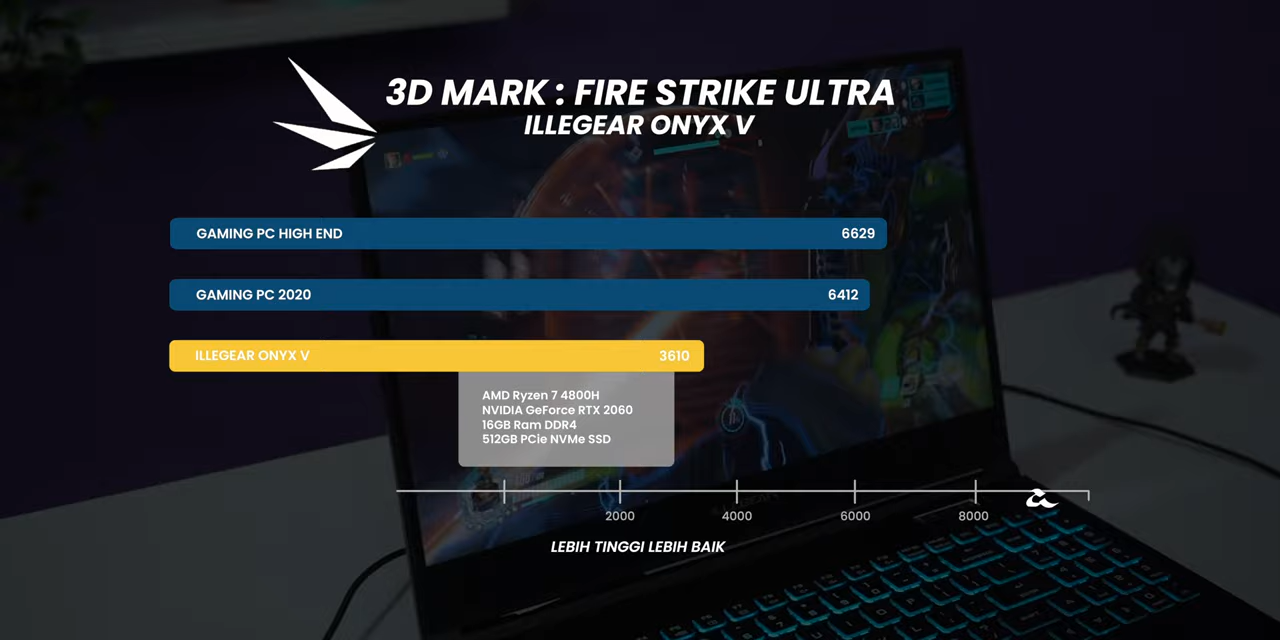 3D MARK : FIRE STRIKE ULTRA
ILLEGEAR ONYX V
GAMING PC HIGH END 6629
GAMING PC 2020 6412
ILLEGEAR ONYX V 3610
AMD Ryzen 7 4800H
NVIDIA GeForce RTX 2060
16GB Ram DDR4
512GB PCie NVMe SSD
2000 4000 6000 8000
LEBIH TINGGI LEBIH BAIK